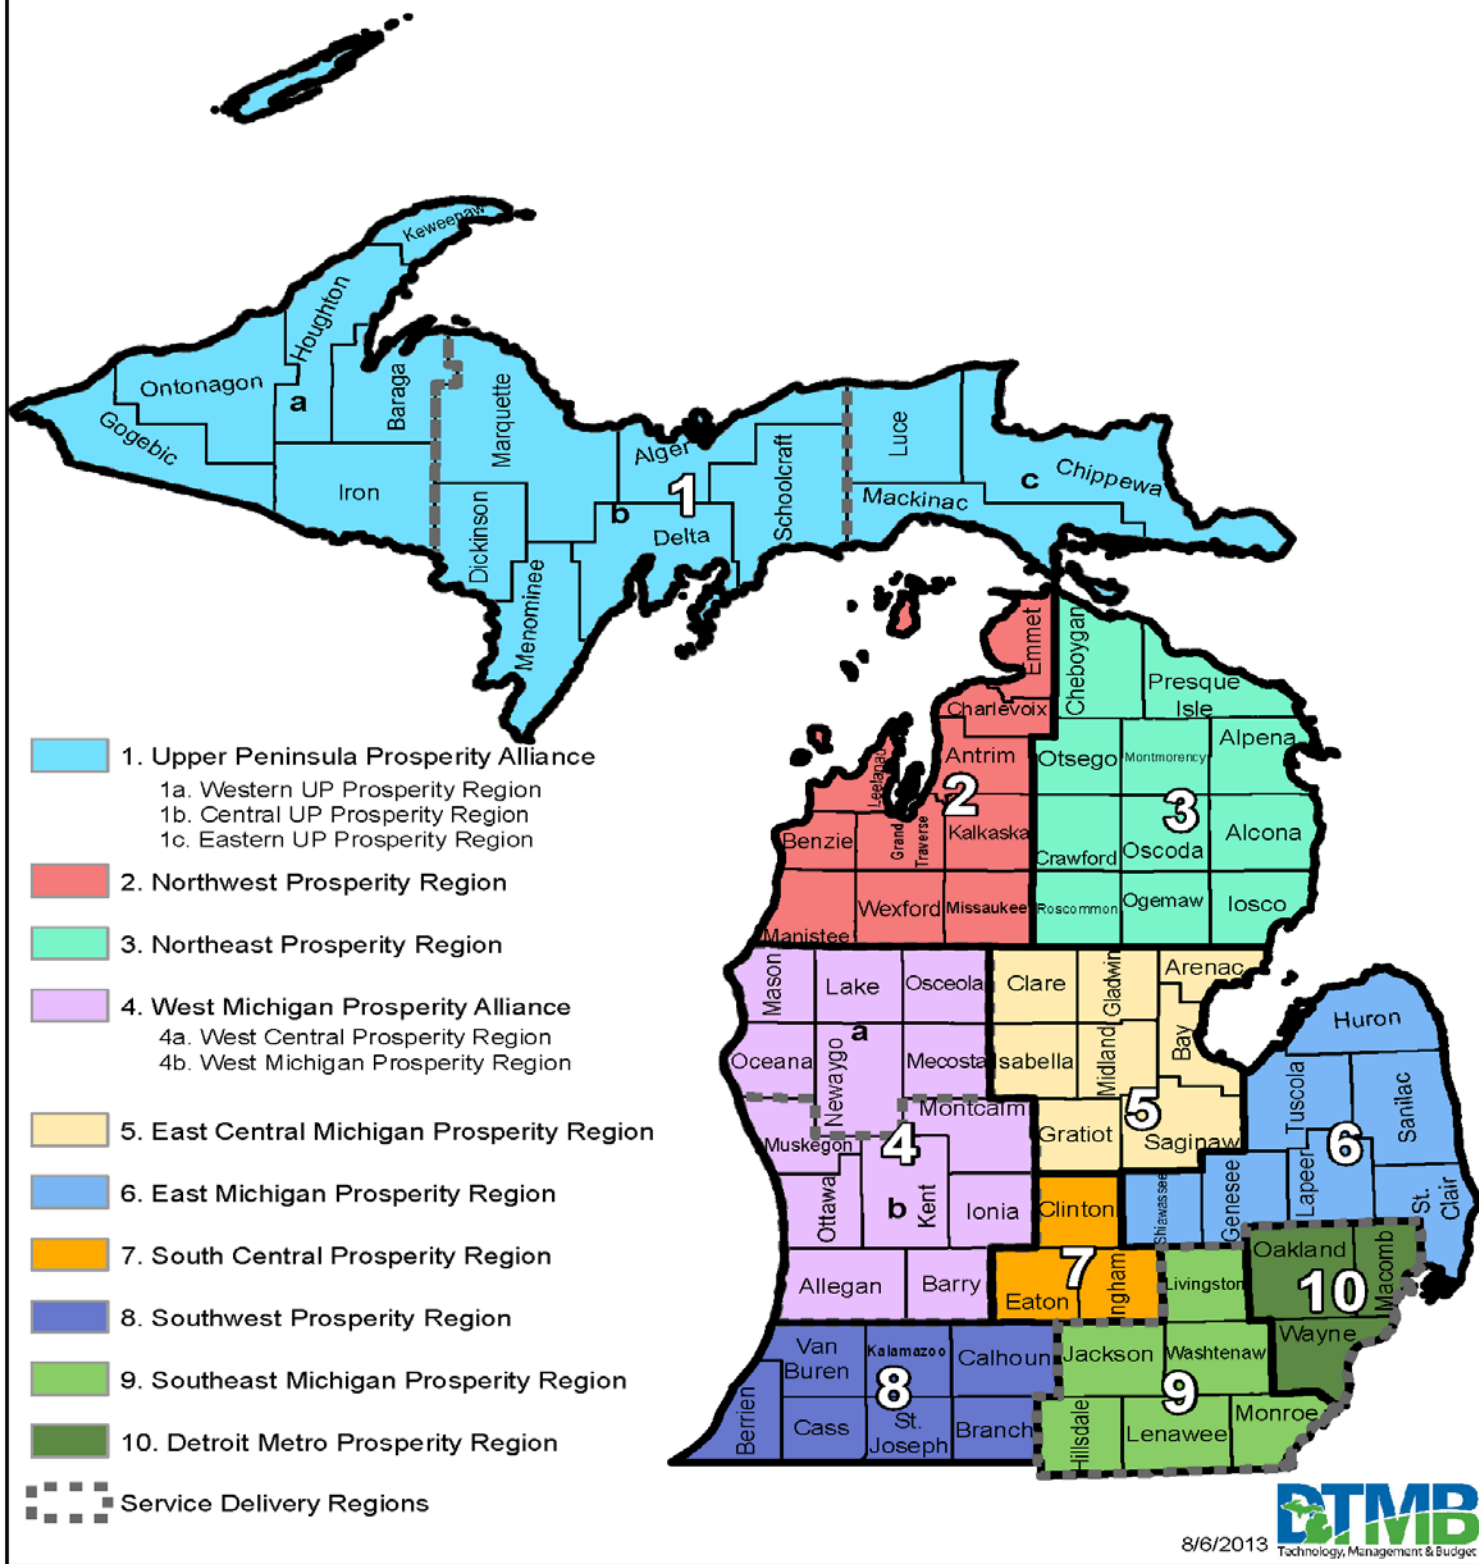 Keweenaw
Houghton
Ontonagon
a
Baraga
Gogebic
Iron
Marquette
Alger
1
b
Delta
Dickinson
Menominee
Schoolcraft
Luce
c
Chippewa
Mackinac
Emmet
Cheboygan
Presque
Isle
Charlevoix
Antrim
Otsego
Montmorency
Alpena
Leelanau
2
3
Benzie
Grand
Traverse
Kalkaska
Crawford
Oscoda
Alcona
Manistee
Wexford
Missaukee
Roscommon
Ogemaw
Iosco
Mason
Lake
Osceola
Clare
Gladwin
Arenac
a
Oceana
Newaygo
Mecosta
Isabella
Midland
Bay
Huron
Tuscola
Sanilac
Montcalm
Gratiot
5
Saginaw
Muskegon
4
6
Ottawa
b
Kent
Ionia
Clinton
Shiawassee
Genesee
Lapeer
St.
Clair
Allegan
Barry
Eaton
7
Ingham
Livingston
Oakland
10
Macomb
Wayne
Van
Buren
Kalamazoo
Calhoun
Jackson
Washtenaw
8
9
Berrien
Cass
St.
Joseph
Branch
Hillsdale
Lenawee
Monroe
1. Upper Peninsula Prosperity Alliance
1a. Western UP Prosperity Region
1b. Central UP Prosperity Region
1c. Eastern UP Prosperity Region
2. Northwest Prosperity Region
3. Northeast Prosperity Region
4. West Michigan Prosperity Alliance
4a. West Central Prosperity Region
4b. West Michigan Prosperity Region
5. East Central Michigan Prosperity Region
6. East Michigan Prosperity Region
7. South Central Prosperity Region
8. Southwest Prosperity Region
9. Southeast Michigan Prosperity Region
10. Detroit Metro Prosperity Region
Service Delivery Regions
8/6/2013
DTMB
Technology, Management & Budget